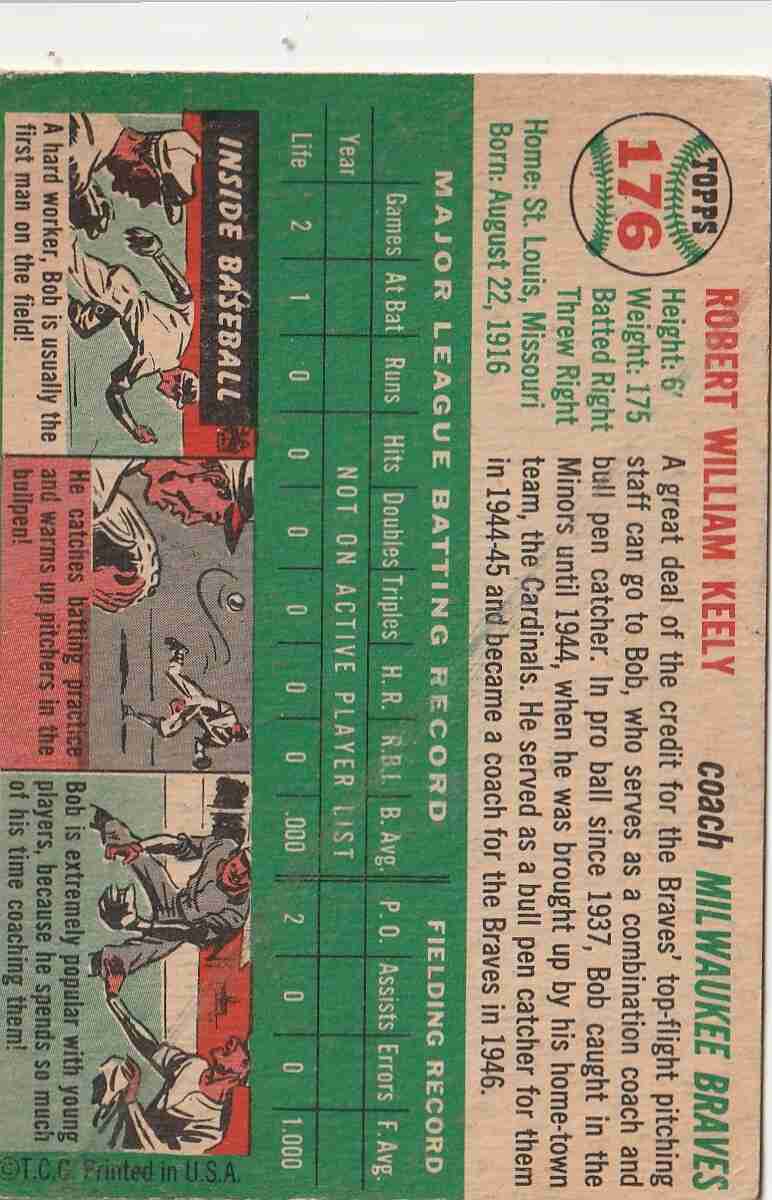 TOPPS
176
ROBERT WILLIAM KEELY
coach MILWAUKEE BRAVES
Height: 6'
Weight: 175
Batted Right
Threw Right
Home: St. Louis, Missouri
Born: August 22, 1916
A great deal of the credit for the Braves' top-flight pitching
staff can go to Bob, who serves as a combination coach and
bull pen catcher. In pro ball since 1937, Bob caught in the
Minors until 1944, when he was brought up by his home-town
team, the Cardinals. He served as a bull pen catcher for them
in 1944-45 and became a coach for the Braves in 1946.
MAJOR LEAGUE BATTING RECORD
FIELDING RECORD
Games At Bat Runs Hits Doubles Triples H. R. R.B.I. B. Avg. P. O. Assists Errors F. Avg.
Year NOT ON ACTIVE PLAYER LIST
Life 2 1 0 0 0 0 0 0 .000 2 0 0 1.000
INSIDE BASEBALL
A hard worker, Bob is usually the
first man on the field!
He catches batting practice
and warms up pitchers in the
bullpen!
Bob is extremely popular with young
players, because he spends so much
of his time coaching them!
©T.C.G. Printed in U.S.A.